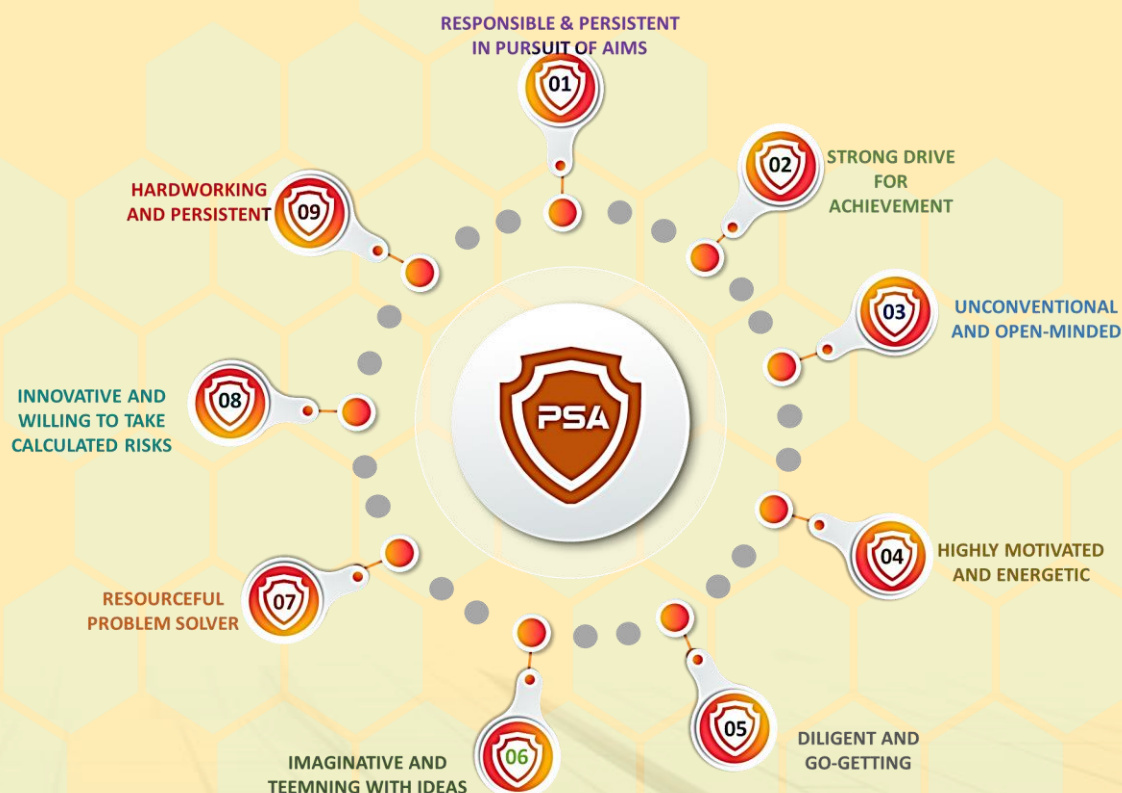 RESPONSIBLE & PERSISTENT
IN PURSUIT OF AIMS
01
02
STRONG DRIVE
FOR
ACHIEVEMENT
03
UNCONVENTIONAL
AND OPEN-MINDED
04
HIGHLY MOTIVATED
AND ENERGETIC
05
DILIGENT AND
GO-GETTING
06
IMAGINATIVE AND
TEEMNING WITH IDEAS
07
RESOURCEFUL
PROBLEM SOLVER
08
INNOVATIVE AND
WILLING TO TAKE
CALCULATED RISKS
09
HARDWORKING
AND PERSISTENT
PSA